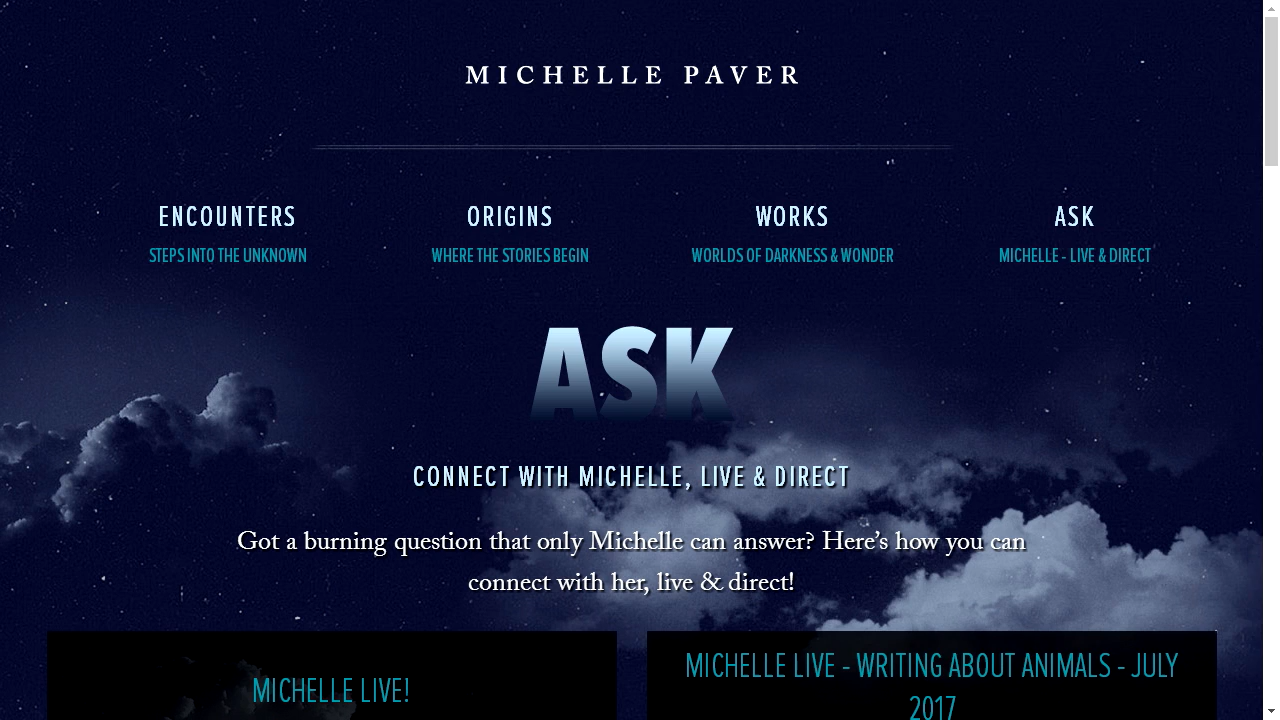 MICHELLE PAVER
ENCOUNTERS
STEPS INTO THE UNKNOWN
ORIGINS
WHERE THE STORIES BEGIN
WORKS
WORLDS OF DARKNESS & WONDER
ASK
MICHELLE - LIVE & DIRECT
ASK
CONNECT WITH MICHELLE, LIVE & DIRECT
Got a burning question that only Michelle can answer? Here’s how you can
connect with her, live & direct!
MICHELLE LIVE!
MICHELLE LIVE - WRITING ABOUT ANIMALS - JULY
2017